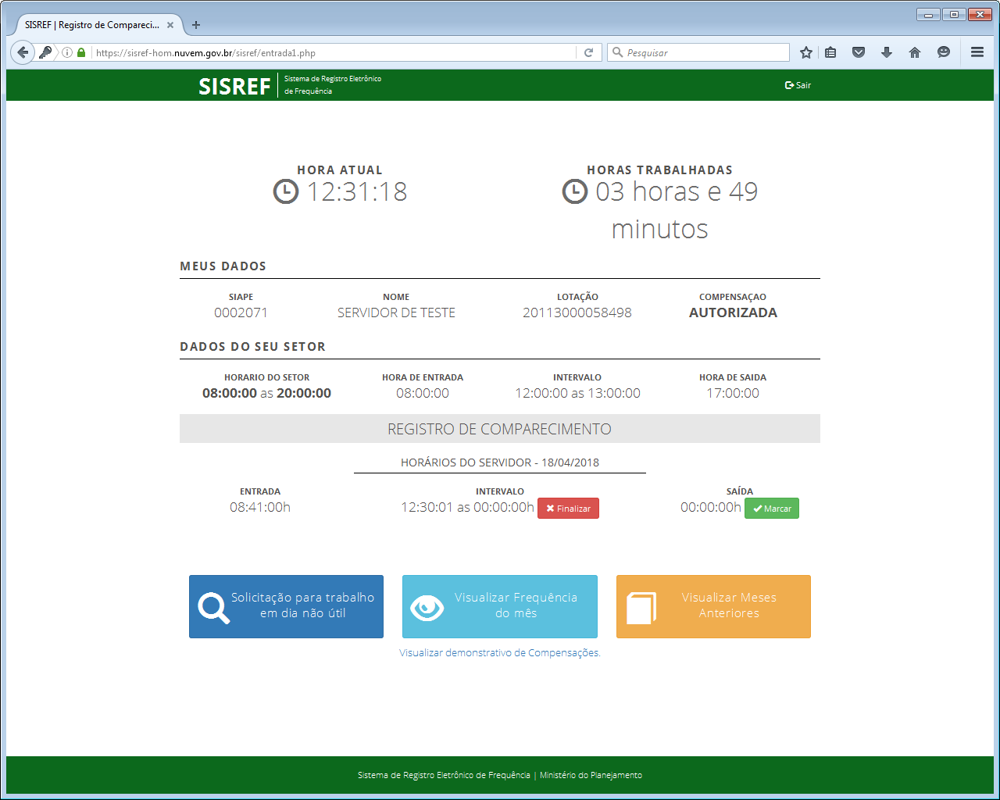 SISREF | Registro de Compareci...
https://sisref-hom.nuvem.gov.br/sisref/entrada1.php
Pesquisar
SISREF
Sistema de Registro Eletrônico
de Frequência
Sair
HORA ATUAL
12:31:18
HORAS TRABALHADAS
03 horas e 49
minutos
MEUS DADOS
SIAPE
NOME
LOTAÇÃO
COMPENSAÇAO
0002071
SERVIDOR DE TESTE
20113000058498
AUTORIZADA
DADOS DO SEU SETOR
HORARIO DO SETOR
HORA DE ENTRADA
INTERVALO
HORA DE SAIDA
08:00:00 as 20:00:00
08:00:00
12:00:00 as 13:00:00
17:00:00
REGISTRO DE COMPARECIMENTO
HORÁRIOS DO SERVIDOR - 18/04/2018
ENTRADA
INTERVALO
SAÍDA
08:41:00h
12:30:01 as 00:00:00h
Finalizar
00:00:00h
Marcar
Solicitação para trabalho
em dia não útil
Visualizar Frequência
do mês
Visualizar Meses
Anteriores
Visualizar demonstrativo de Compensações.
Sistema de Registro Eletrônico de Frequência | Ministério do Planejamento